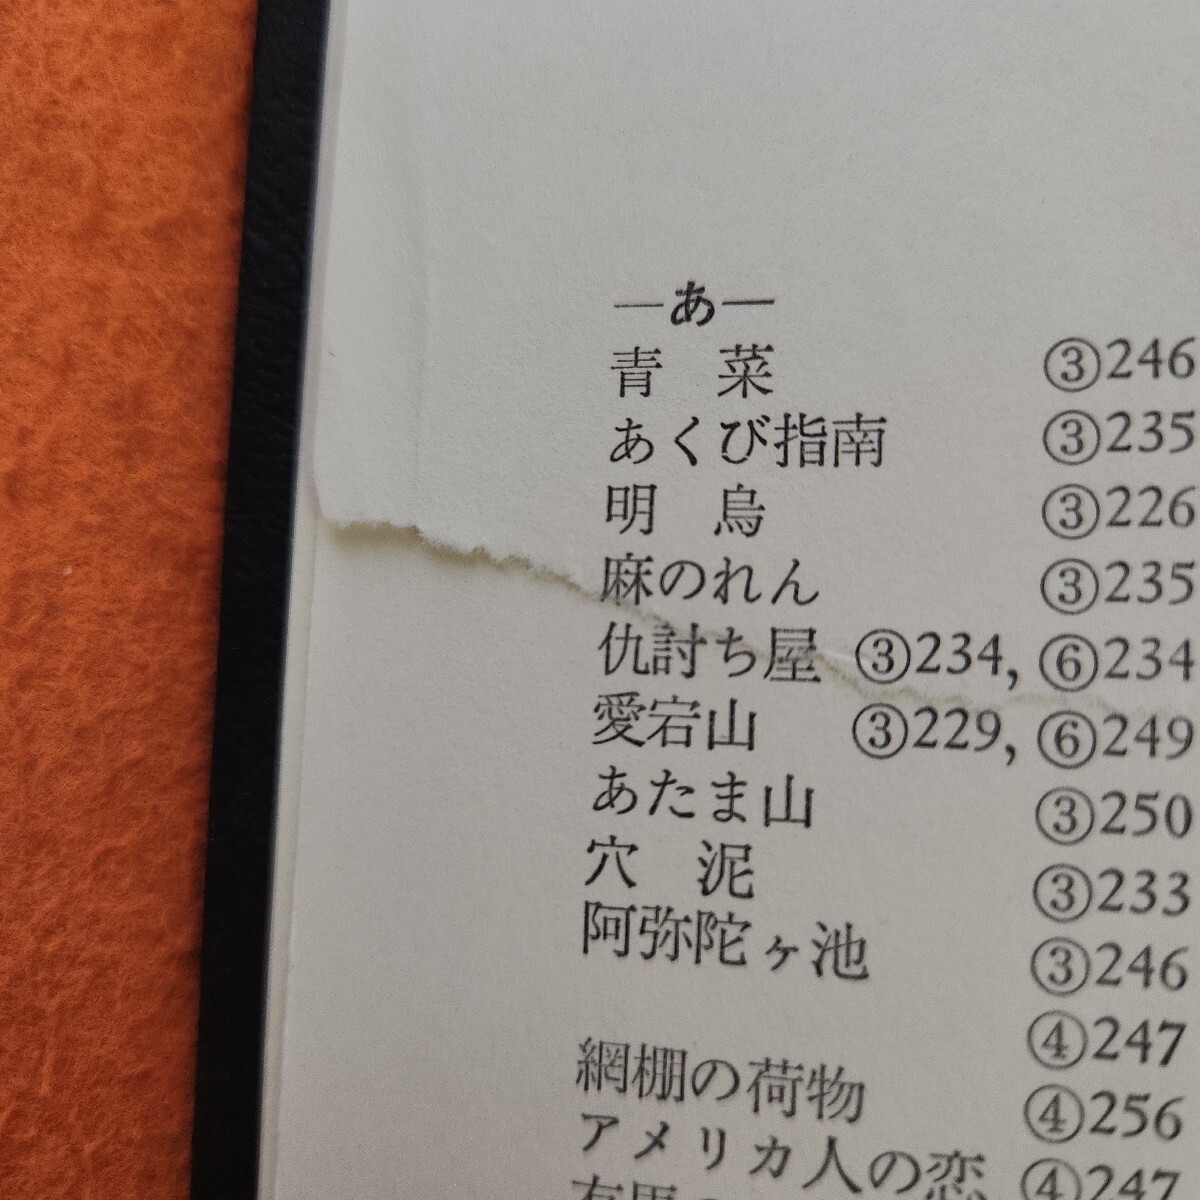 —あ—
青　菜 ③246
あくび指南 ③235
明　烏 ③226
麻のれん ③235
仇討ち屋 ③234, ⑥234
愛宕山 ③229, ⑥249
あたま山 ③250
穴　泥 ③233
阿弥陀ヶ池 ③246
④247
網棚の荷物 ④256
アメリカ人の恋 ④247